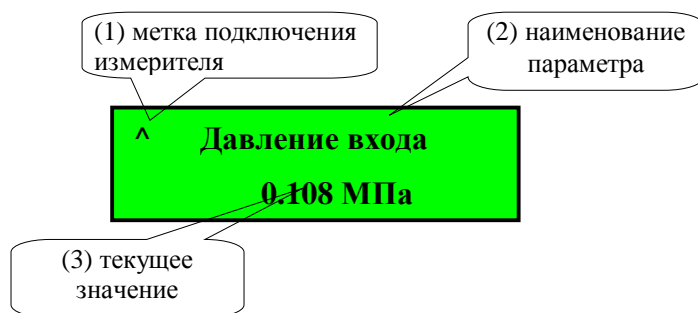 (1) метка подключения
измерителя
(2) наименование
параметра
^ Давление входа
0.108 МПа
(3) текущее
значение